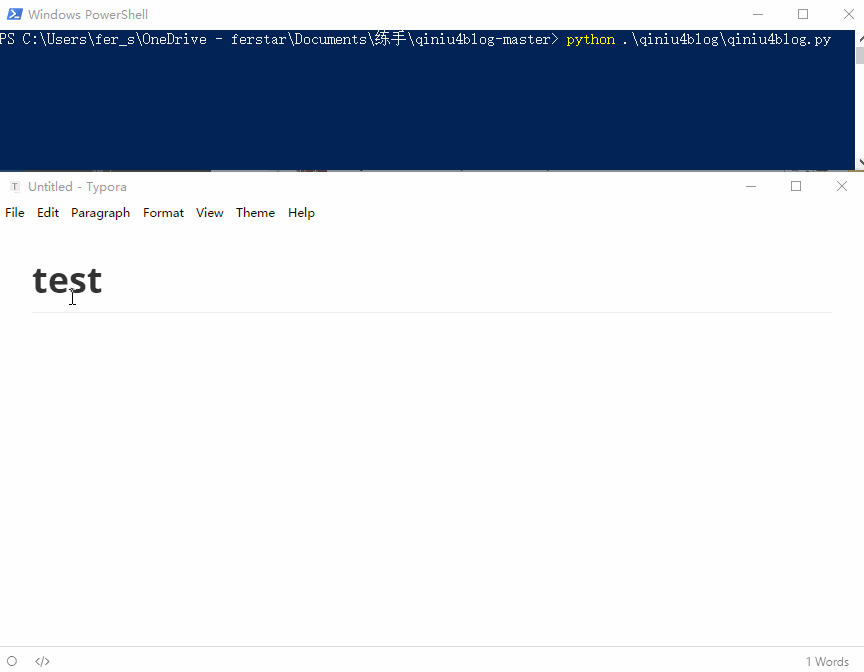 Windows PowerShell
PS C:\Users\fer_s\OneDrive - ferstar\Documents\练手\qiniu4blog-master> python .\qiniu4blog\qiniu4blog.py
T Untitled - Typora
File Edit Paragraph Format View Theme Help
test
</> 1 Words